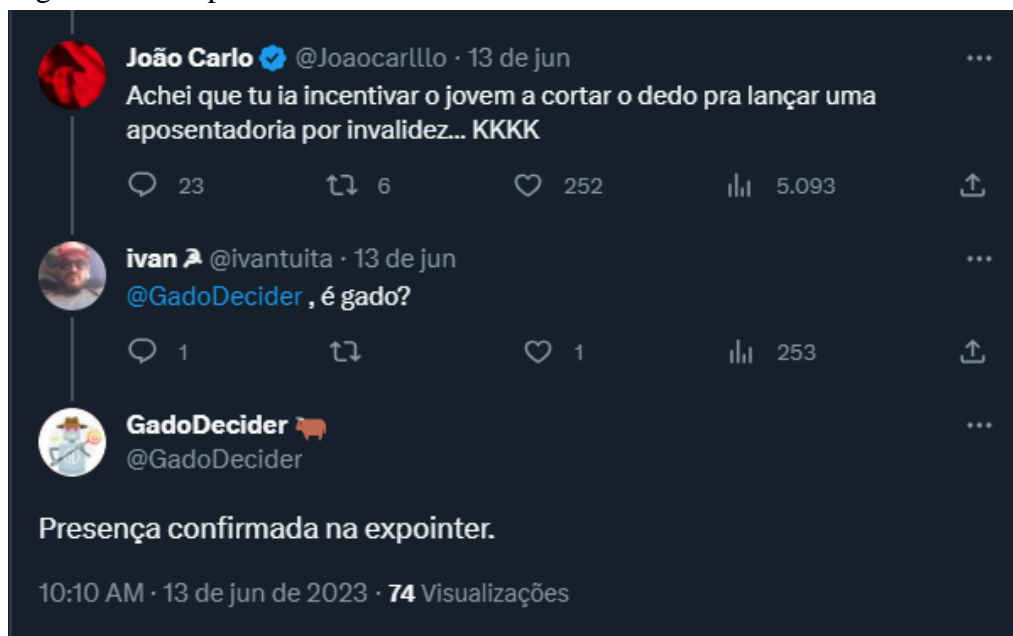 João Carlo @Joaocarlllo · 13 de jun
Achei que tu ia incentivar o jovem a cortar o dedo pra lançar uma
aposentadoria por invalidez... KKKK
23 6 252 5.093
ivan ☭ @ivantuita · 13 de jun
@GadoDecider , é gado?
1 1 253
GadoDecider 🐂
@GadoDecider
Presença confirmada na expointer.
10:10 AM · 13 de jun de 2023 · 74 Visualizações